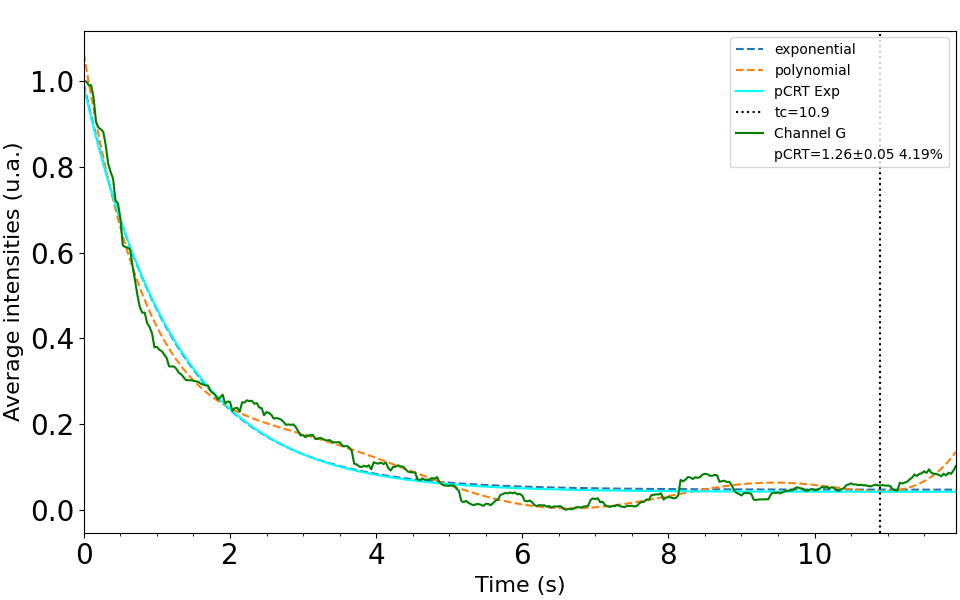 exponential
polynomial
pCRT Exp
tc=10.9
Channel G
pCRT=1.26±0.05 4.19%
1.0
0.8
0.6
0.4
0.2
0.0
Average intensities (u.a.)
0 2 4 6 8 10
Time (s)